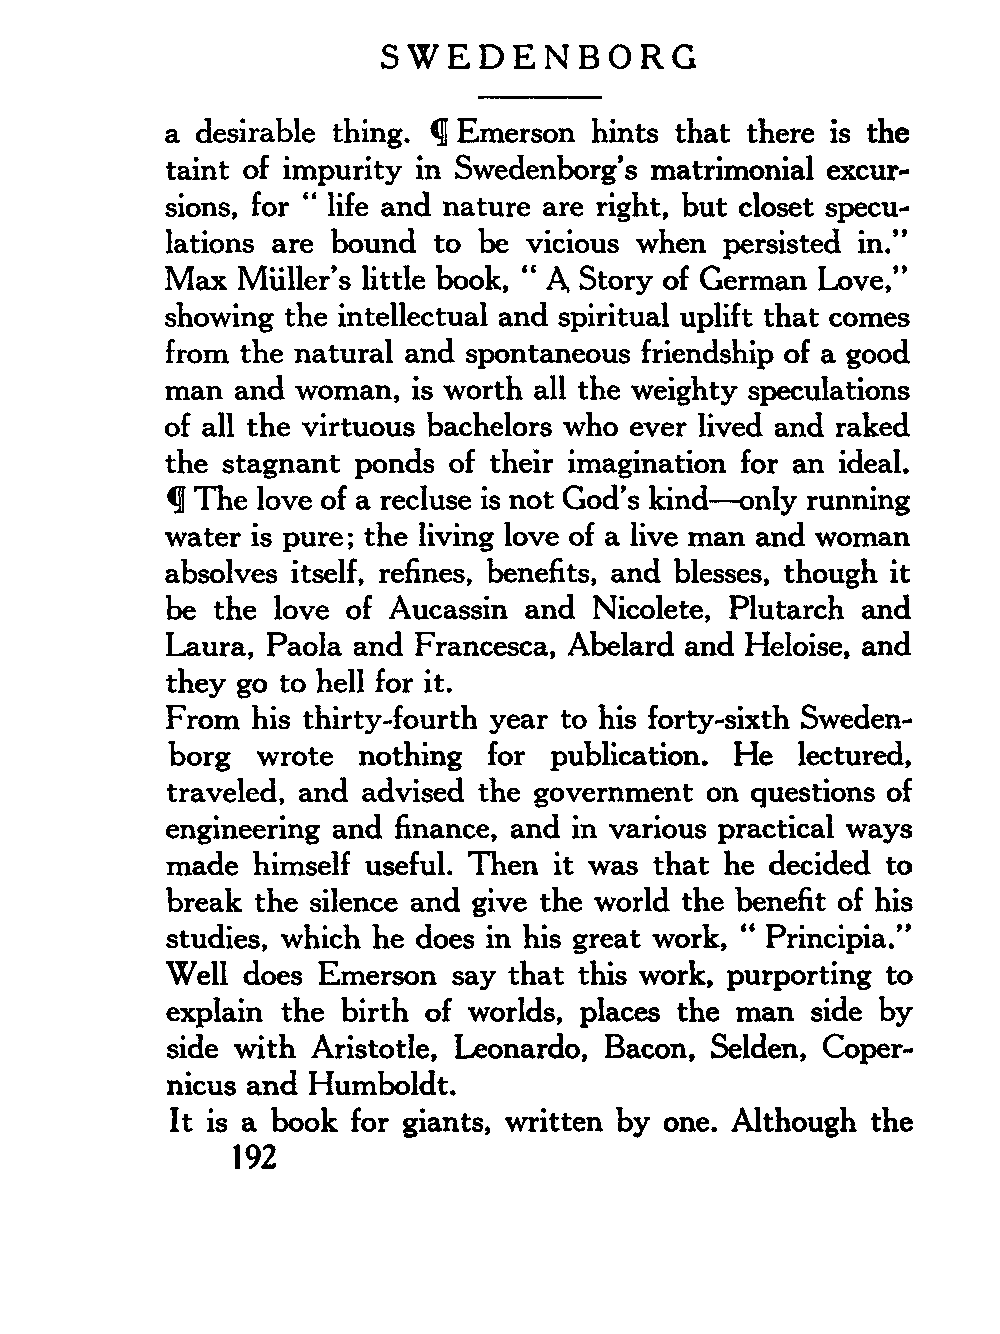 SWEDENBORG
a desirable thing. ¶ Emerson hints that there is the
taint of impurity in Swedenborg's matrimonial excur-
sions, for " life and nature are right, but closet specu-
lations are bound to be vicious when persisted in."
Max Müller's little book, " A Story of German Love,"
showing the intellectual and spiritual uplift that comes
from the natural and spontaneous friendship of a good
man and woman, is worth all the weighty speculations
of all the virtuous bachelors who ever lived and raked
the stagnant ponds of their imagination for an ideal.
¶ The love of a recluse is not God's kind—only running
water is pure; the living love of a live man and woman
absolves itself, refines, benefits, and blesses, though it
be the love of Aucassin and Nicolete, Plutarch and
Laura, Paola and Francesca, Abelard and Heloise, and
they go to hell for it.
From his thirty-fourth year to his forty-sixth Sweden-
borg wrote nothing for publication. He lectured,
traveled, and advised the government on questions of
engineering and finance, and in various practical ways
made himself useful. Then it was that he decided to
break the silence and give the world the benefit of his
studies, which he does in his great work, " Principia."
Well does Emerson say that this work, purporting to
explain the birth of worlds, places the man side by
side with Aristotle, Leonardo, Bacon, Selden, Coper-
nicus and Humboldt.
It is a book for giants, written by one. Although the
192